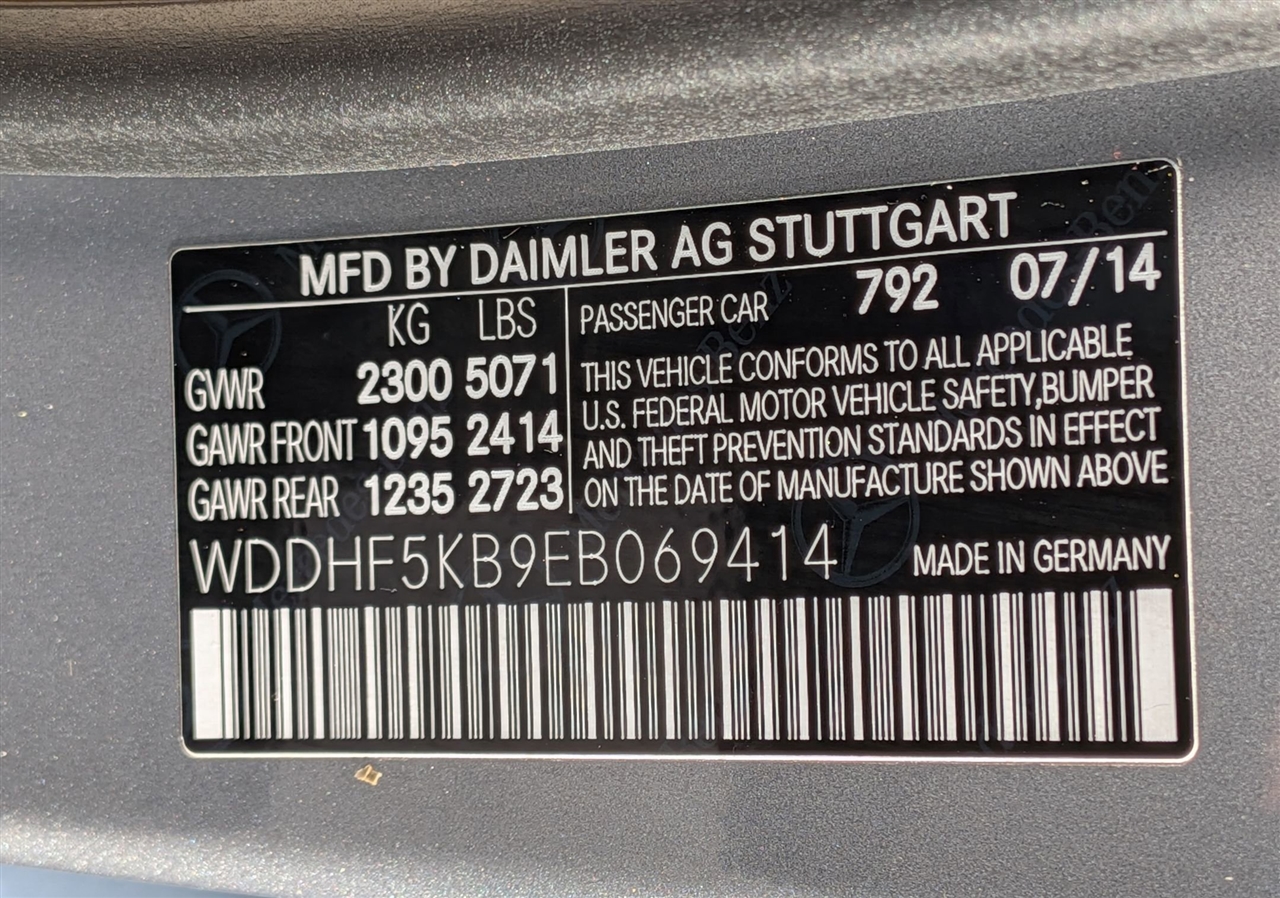 MFD BY DAIMLER AG STUTTGART
KG LBS
GVWR 2300 5071
GAWR FRONT 1095 2414
GAWR REAR 1235 2723
PASSENGER CAR 792 07/14
THIS VEHICLE CONFORMS TO ALL APPLICABLE
U.S. FEDERAL MOTOR VEHICLE SAFETY,BUMPER
AND THEFT PREVENTION STANDARDS IN EFFECT
ON THE DATE OF MANUFACTURE SHOWN ABOVE
WDDHF5KB9EB069414 MADE IN GERMANY